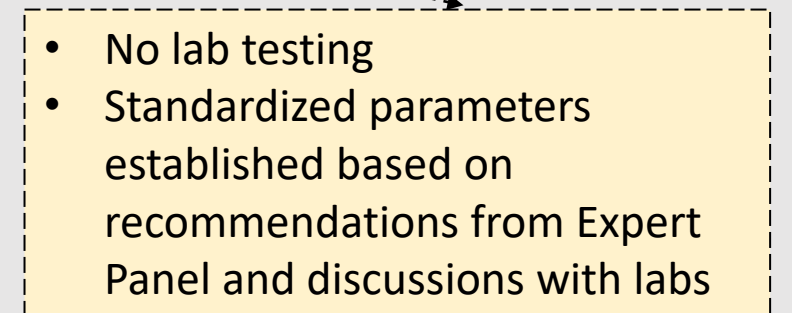 • No lab testing
• Standardized parameters
established based on
recommendations from Expert
Panel and discussions with labs